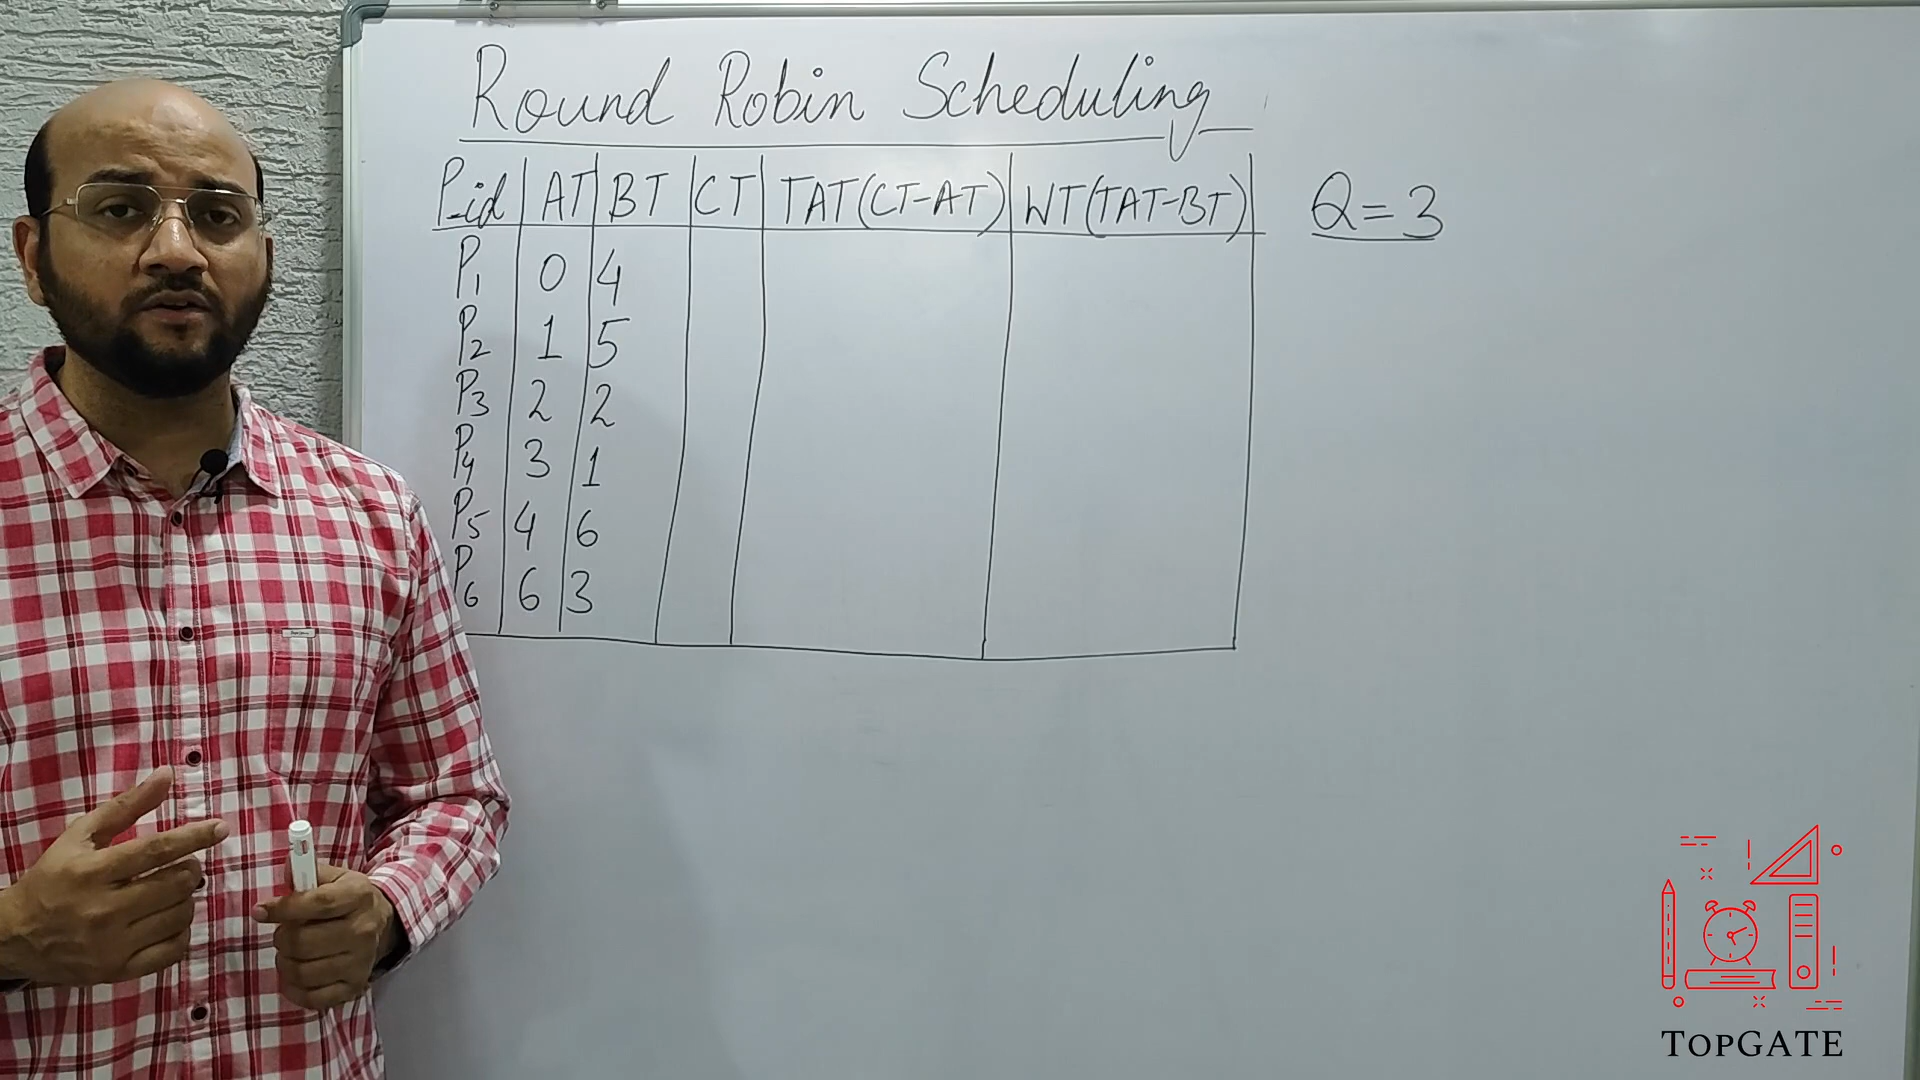 Round Robin Scheduling
P-id AT BT CT TAT(CT-AT) WT(TAT-BT) Q=3
P1 0 4
P2 1 5
P3 2 2
P4 3 1
P5 4 6
P6 6 3
TOPGATE